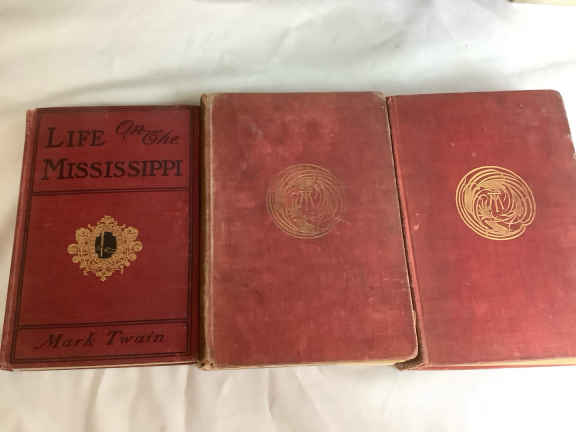 LIFE On The
MISSISSIPPI
Mark Twain